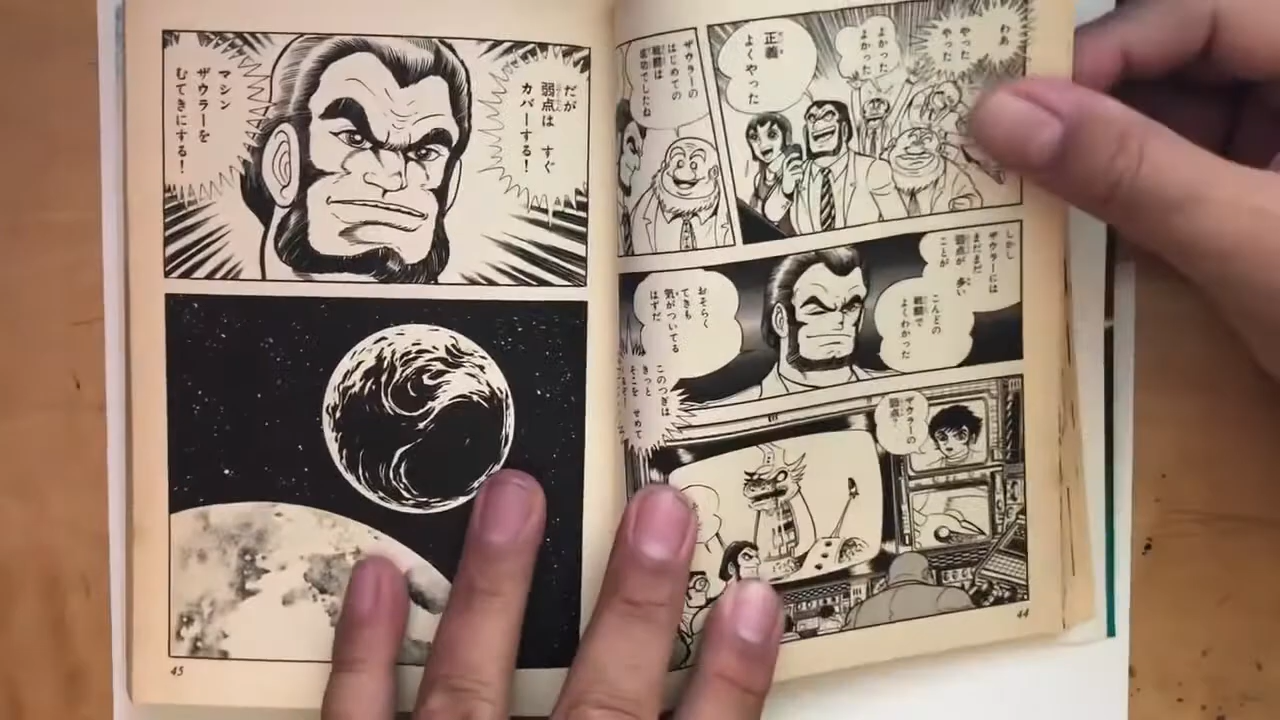 わあ
やった
やった
よかった
よかった
正義
よくやった
ザウラーの
はじめての
戦闘は
成功でしたね
しかし
ザウラーには
まだまだ
弱点が 多い
ことが
こんどの
戦闘で
よくわかった
おそらく
てきも
気がついてる
はずだ
このつぎは
きっと
そこを せめて
ザウラーの
弱点
44
だが
弱点は すぐ
カバーする!
マシン
ザウラーを
むてきにする!
45